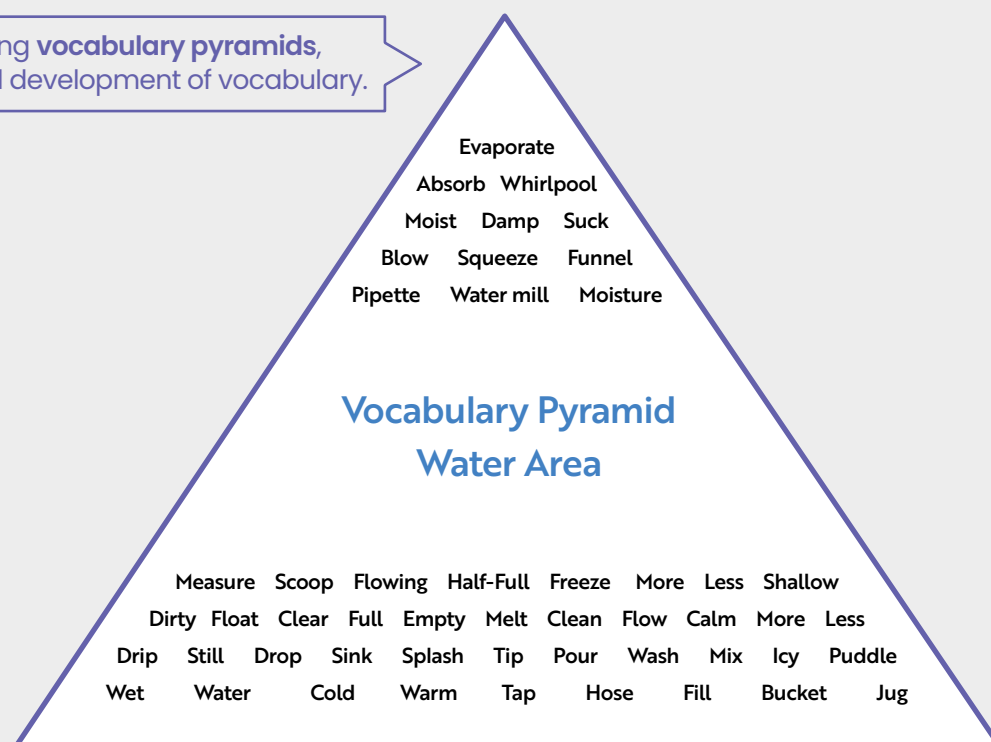 ng vocabulary pyramids,
development of vocabulary.
Evaporate
Absorb Whirlpool
Moist Damp Suck
Blow Squeeze Funnel
Pipette Water mill Moisture
Vocabulary Pyramid
Water Area
Measure Scoop Flowing Half-Full Freeze More Less Shallow
Dirty Float Clear Full Empty Melt Clean Flow Calm More Less
Drip Still Drop Sink Splash Tip Pour Wash Mix Icy Puddle
Wet Water Cold Warm Tap Hose Fill Bucket Jug